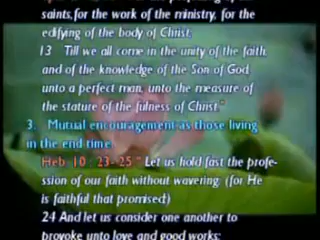 saints, for the work of the ministry, for the
edifying of the body of Christ:
13 Till we all come in the unity of the faith
and of the knowledge of the Son of God,
unto a perfect man, unto the measure of
the stature of the fulness of Christ"
3. Mutual encouragement as those living
in the end time
Heb. 10 : 23- 25 " Let us hold fast the profe-
ssion of our faith without wavering; (for He
is faithful that promised)
24 And let us consider one another to
provoke unto love and good works: